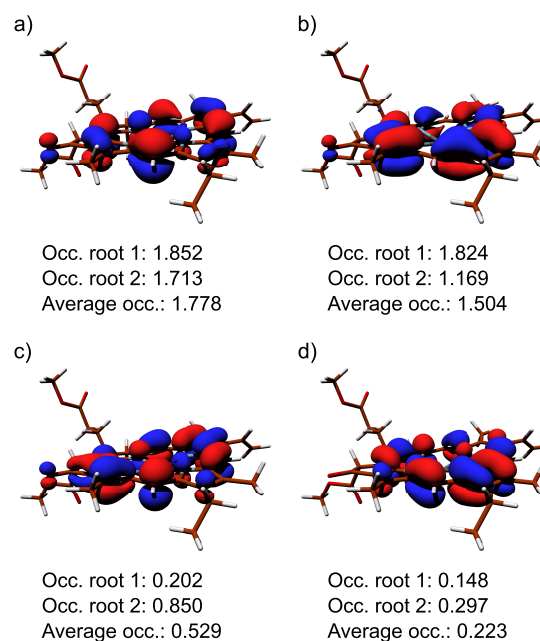 a)
b)
Occ. root 1: 1.852
Occ. root 2: 1.713
Average occ.: 1.778
Occ. root 1: 1.824
Occ. root 2: 1.169
Average occ.: 1.504
c)
d)
Occ. root 1: 0.202
Occ. root 2: 0.850
Average occ.: 0.529
Occ. root 1: 0.148
Occ. root 2: 0.297
Average occ.: 0.223